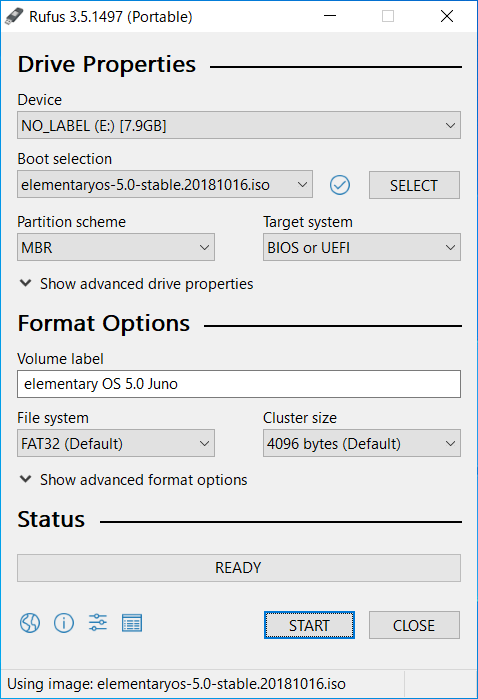 Rufus 3.5.1497 (Portable)
Drive Properties
Device
NO_LABEL (E:) [7.9GB]
Boot selection
elementaryos-5.0-stable.20181016.iso
SELECT
Partition scheme
Target system
MBR
BIOS or UEFI
Show advanced drive properties
Format Options
Volume label
elementary OS 5.0 Juno
File system
Cluster size
FAT32 (Default)
4096 bytes (Default)
Show advanced format options
Status
READY
START
CLOSE
Using image: elementaryos-5.0-stable.20181016.iso